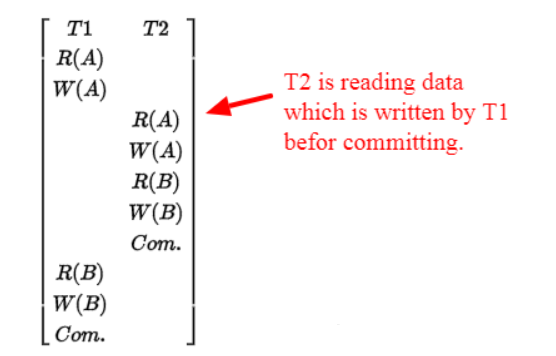 T1 T2
R(A)
W(A)
R(A)
W(A)
R(B)
W(B)
Com.
R(B)
W(B)
Com.
T2 is reading data
which is written by T1
befor committing.